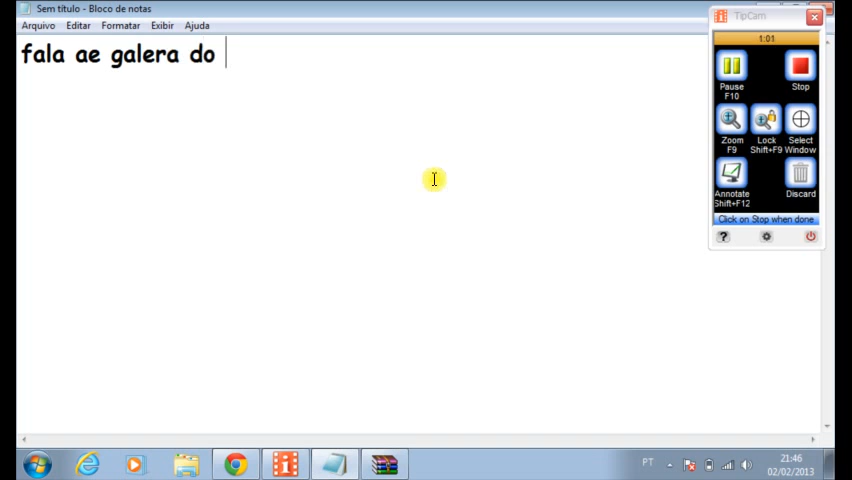 Sem título - Bloco de notas
Arquivo Editar Formatar Exibir Ajuda
fala ae galera do
TipCam
1:01
Pause F10
Stop
Zoom F9
Lock Shift+F9
Select Window
Annotate Shift+F12
Discard
Click on Stop when done
?
PT
21:46
02/02/2013